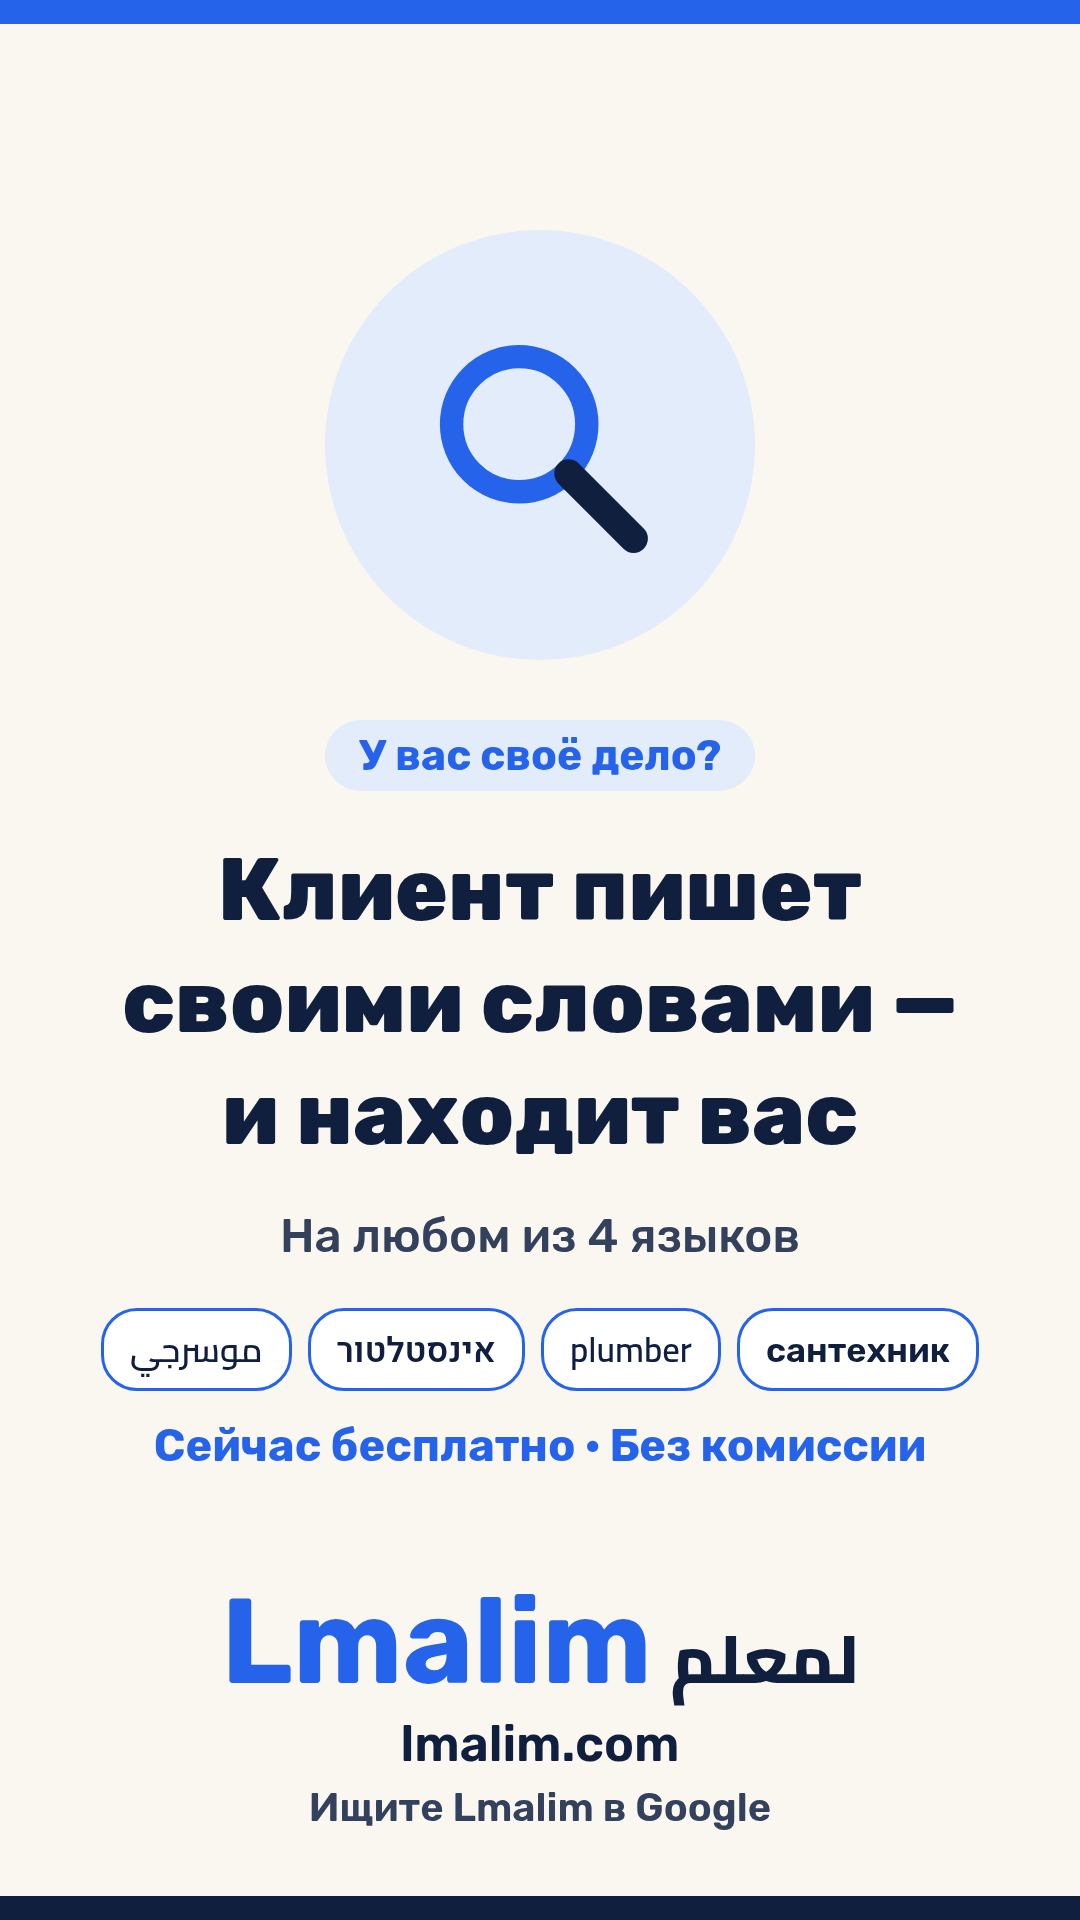 У вас своё дело?
Клиент пишет
своими словами —
и находит вас
На любом из 4 языков
موسرجي אינסטלטור plumber сантехник
Сейчас бесплатно • Без комиссии
Lmalim لمعلم
lmalim.com
Ищите Lmalim в Google